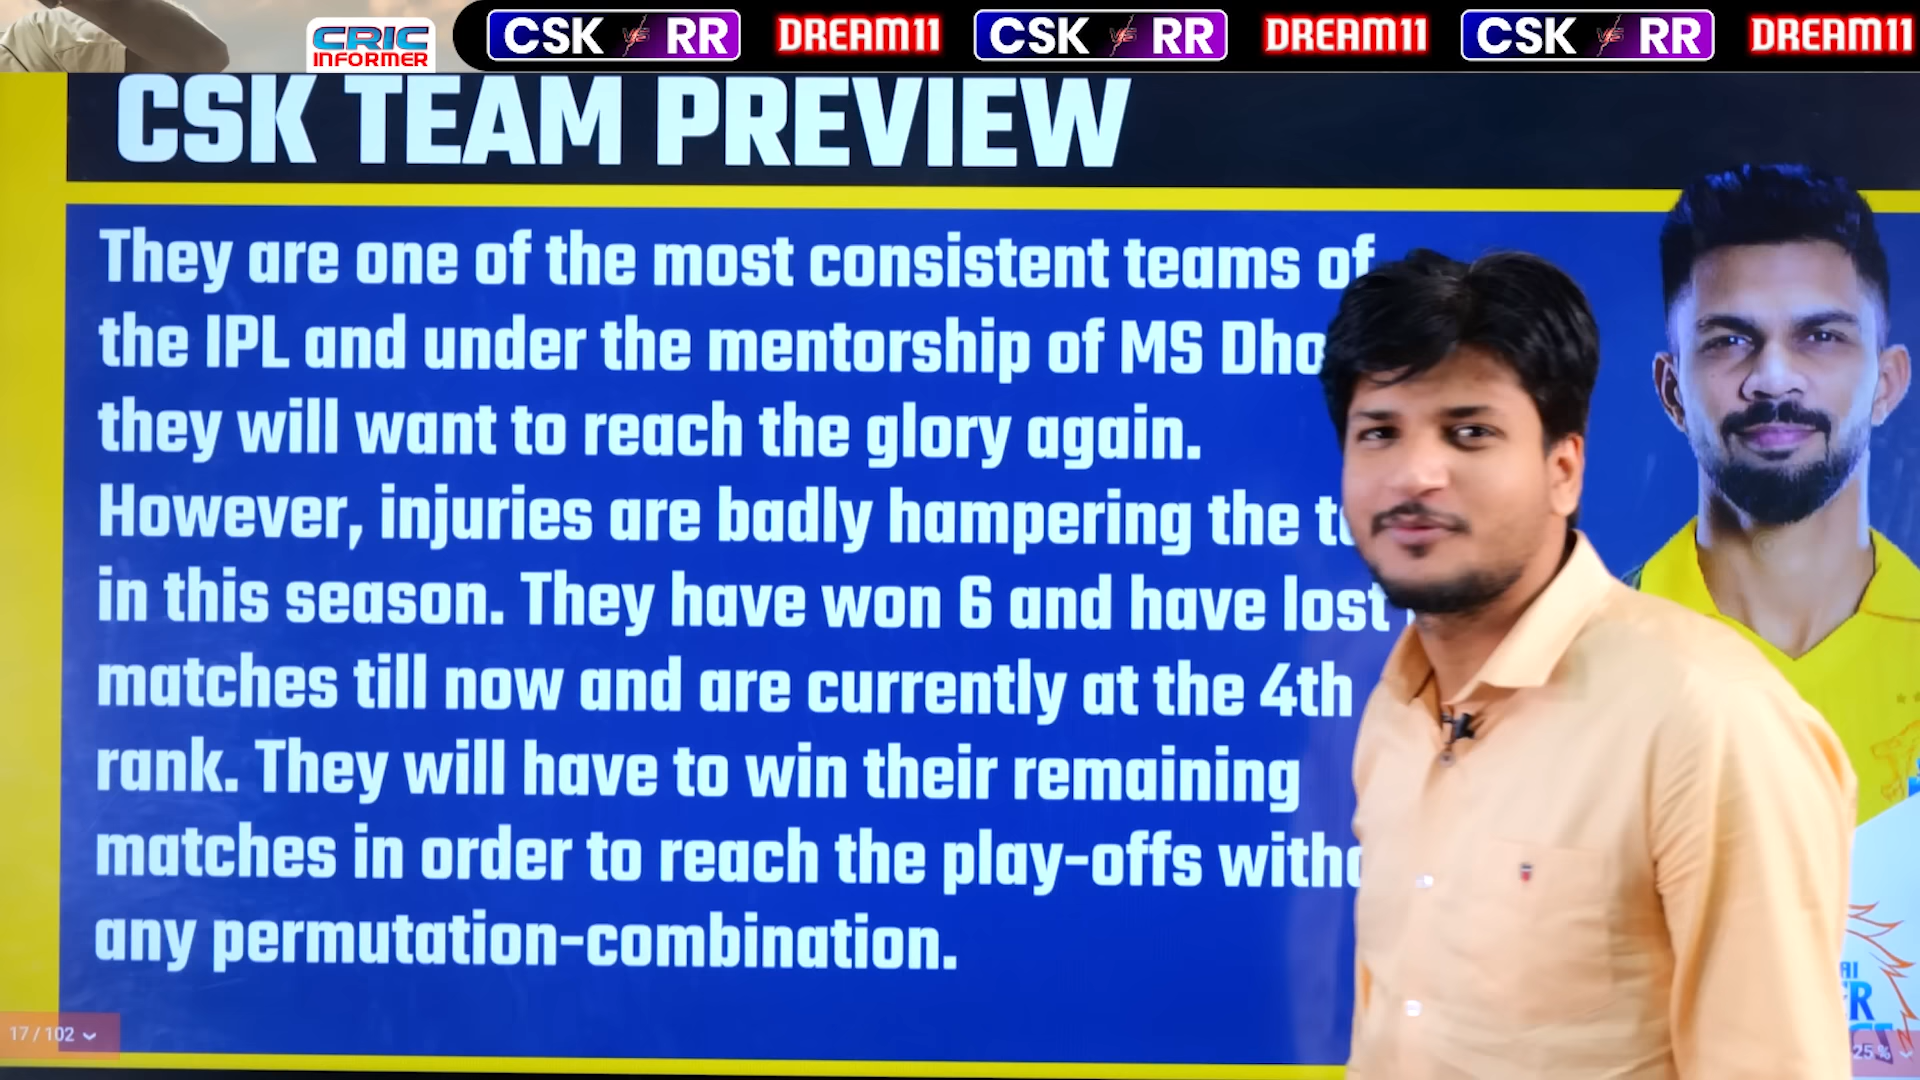 CRIC
INFORMER
CSK VS RR DREAM11 CSK VS RR DREAM11 CSK VS RR DREAM11
CSK TEAM PREVIEW
They are one of the most consistent teams of
the IPL and under the mentorship of MS
they will want to reach the glory again.
However, injuries are badly hampering the
in this season. They have won 6 and have lost
matches till now and are currently at the 4th
rank. They will have to win their remaining
matches in order to reach the play-offs
any permutation-combination.
17 / 102
25 %